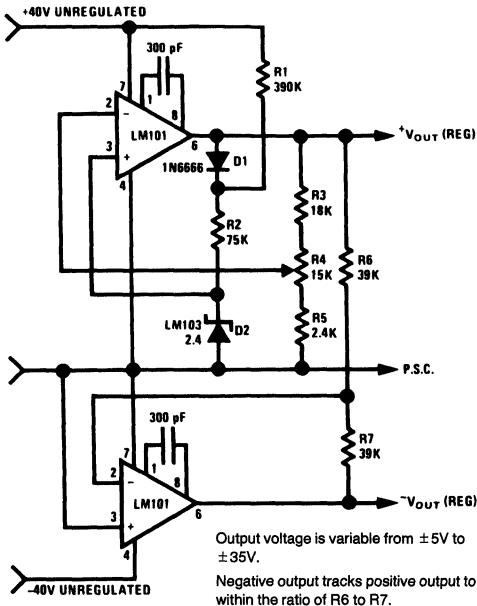 +40V UNREGULATED
300 pF
R1
390K
7
1
8
2
−
LM101
6
+VOUT (REG)
3
+
1N6666
D1
4
R3
18K
R2
75K
R4
15K
R6
39K
LM103
2.4
D2
R5
2.4K
P.S.C.
300 pF
7
1
8
R7
39K
2
−
LM101
6
~VOUT (REG)
3
+
4
Output voltage is variable from ±5V to
±35V.
−40V UNREGULATED
Negative output tracks positive output to
within the ratio of R6 to R7.